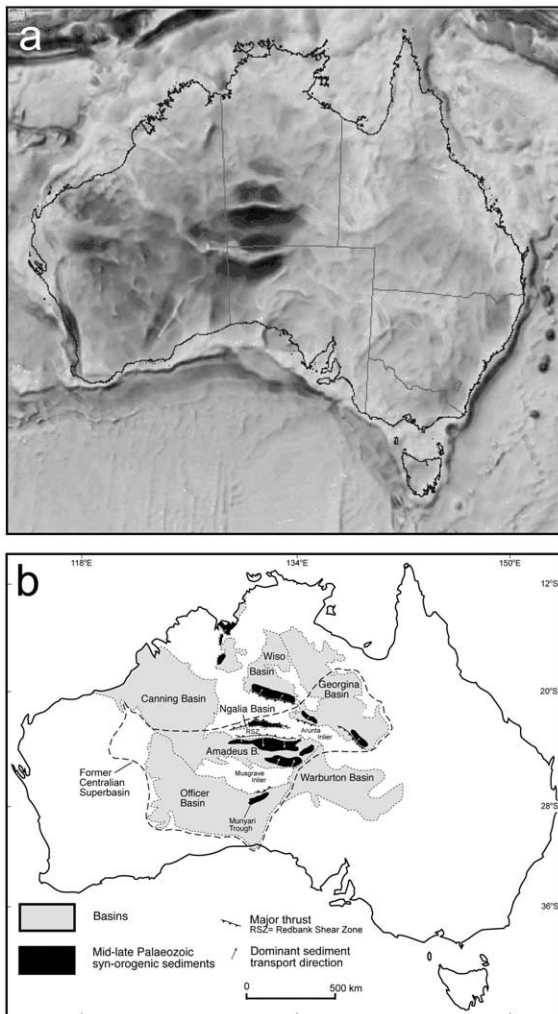 a
b
118°E
134°E
150°E
12°S
Wiso
Basin
Georgina
Basin
20°S
Canning Basin
Ngalia Basin
RSZ
Arunta
Inlier
Amadeus B.
Former
Centralian
Superbasin
Musgrave
Inlier
Warburton Basin
Officer
Basin
28°S
Munyari
Trough
36°S
Basins
Major thrust
RSZ= Redbank Shear Zone
Mid-late Palaeozoic
syn-orogenic sediments
Dominant sediment
transport direction
0
500 km